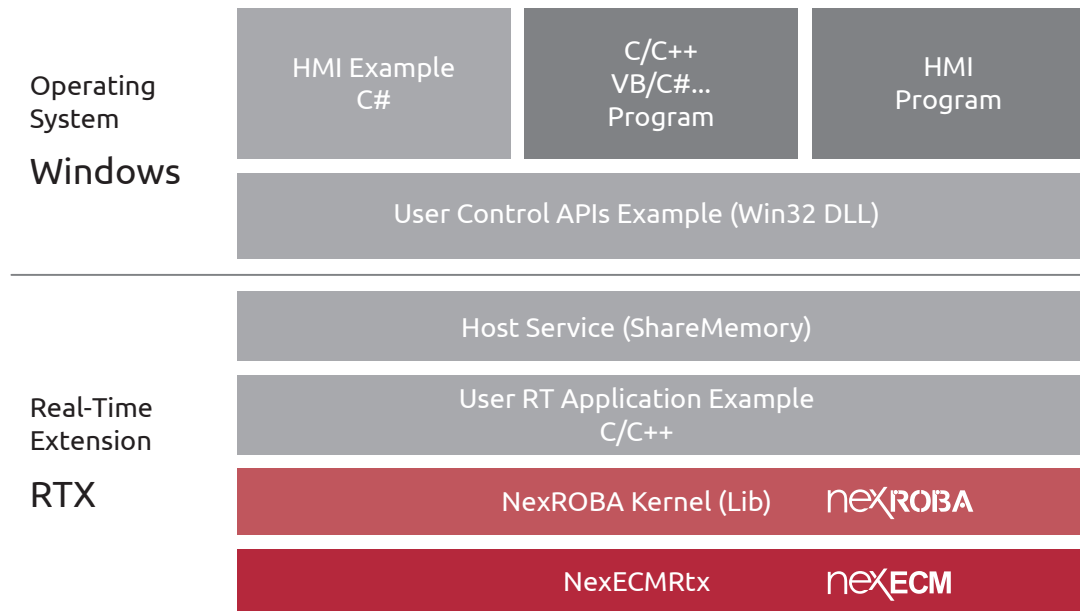 Operating
System
Windows
HMI Example
C#
C/C++
VB/C#...
Program
HMI
Program
User Control APIs Example (Win32 DLL)
Real-Time
Extension
RTX
Host Service (ShareMemory)
User RT Application Example
C/C++
NexROBA Kernel (Lib) nexROBA
NexECMRtx nexECM